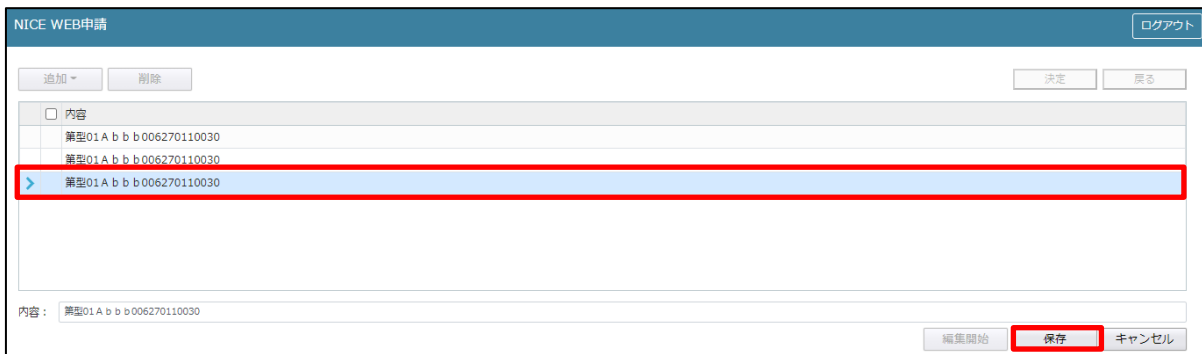 NICE WEB申請 ログアウト
追加 削除 決定 戻る
内容
第型01Ａｂｂｂ006270110030
第型01Ａｂｂｂ006270110030
第型01Ａｂｂｂ006270110030
内容： 第型01Ａｂｂｂ006270110030
編集開始 保存 キャンセル